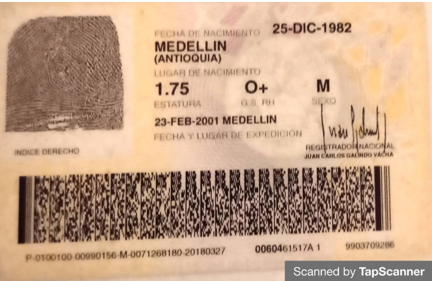 FECHA DE NACIMIENTO 25-DIC-1982
MEDELLIN
(ANTIOQUIA)
LUGAR DE NACIMIENTO
1.75 O+ M
ESTATURA G.S. RH SEXO
23-FEB-2001 MEDELLIN
FECHA Y LUGAR DE EXPEDICIÓN
INDICE DERECHO
REGISTRADOR NACIONAL
JUAN CARLOS GALINDO VACHA
P-0100100-00990156-M-0071268180-20180327 0060461517A 1 9903709286
Scanned by TapScanner